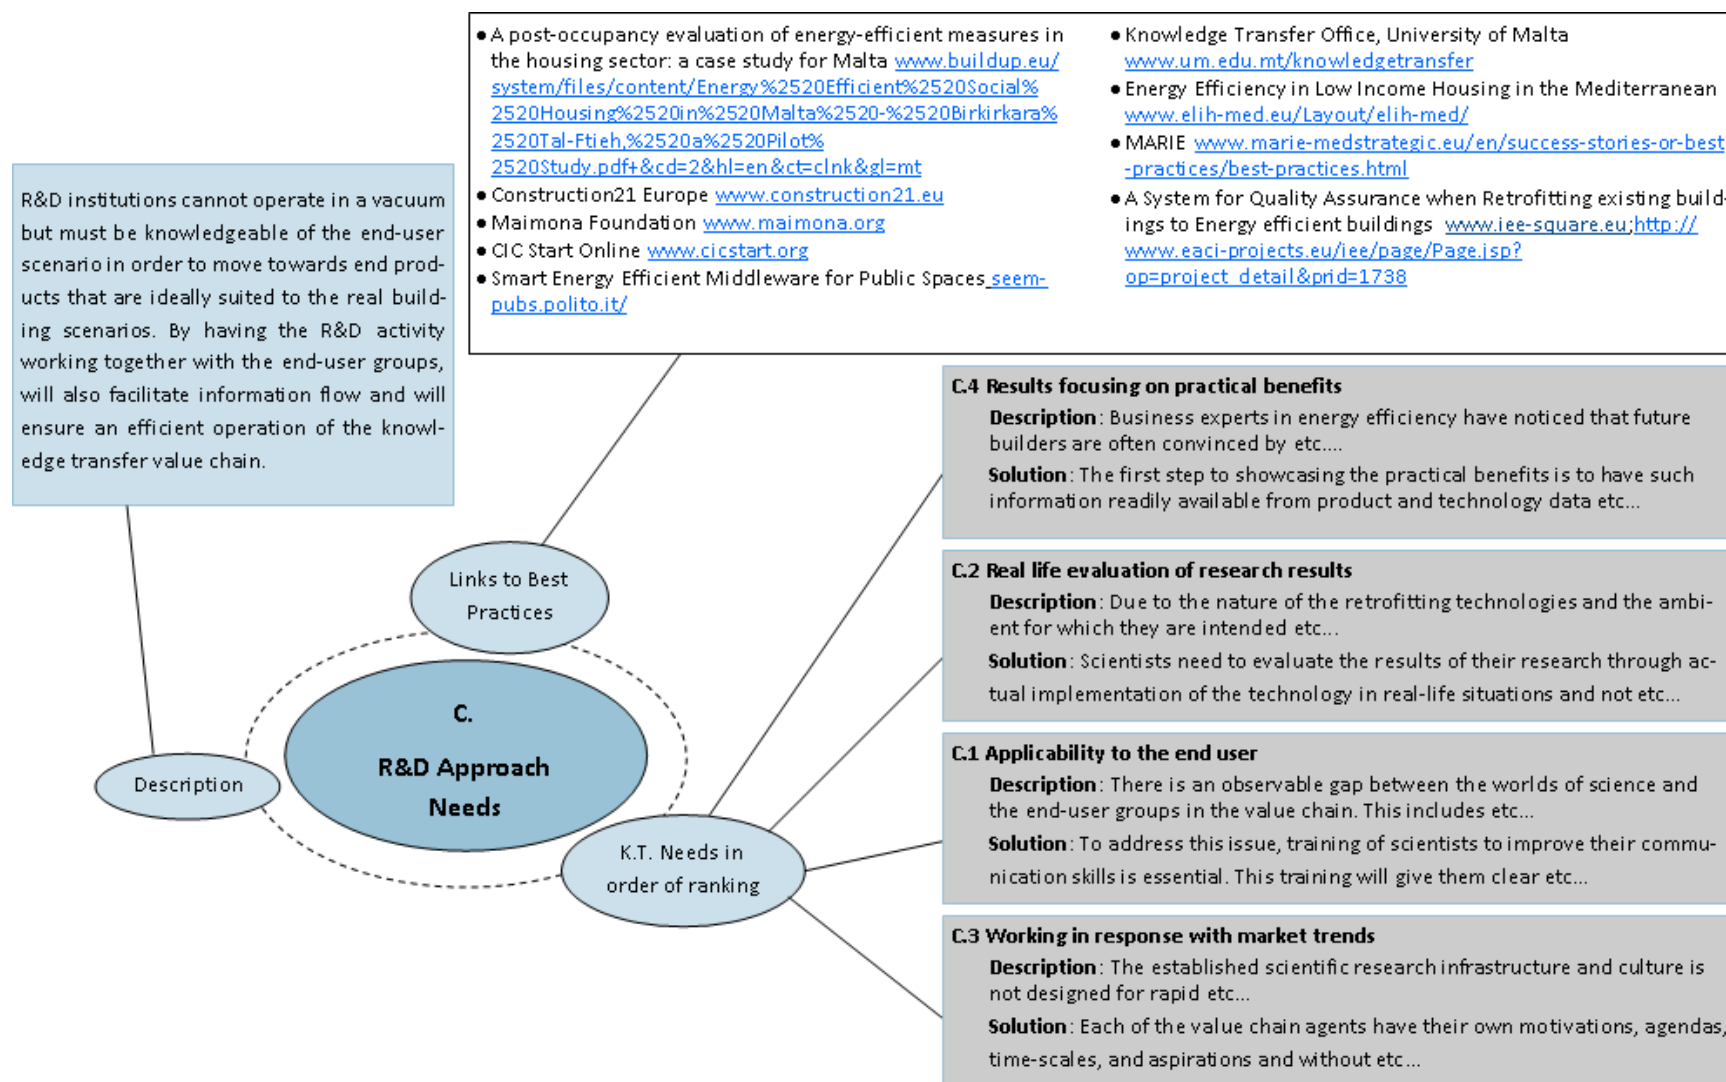 ● A post-occupancy evaluation of energy-efficient measures in
the housing sector: a case study for Malta www.buildup.eu/
system/files/content/Energy%2520Efficient%2520Social%
2520Housing%2520in%2520Malta%2520-%2520Birkirkara%
2520Tal-Ftieh,%2520a%2520Pilot%
2520Study.pdf+&cd=2&hl=en&ct=clnk&gl=mt
● Construction21 Europe www.construction21.eu
● Maimona Foundation www.maimona.org
● CIC Start Online www.cicstart.org
● Smart Energy Efficient Middleware for Public Spaces seem-
pubs.polito.it/
● Knowledge Transfer Office, University of Malta
www.um.edu.mt/knowledgetransfer
● Energy Efficiency in Low Income Housing in the Mediterranean
www.elih-med.eu/Layout/elih-med/
● MARIE www.marie-medstrategic.eu/en/success-stories-or-best
-practices/best-practices.html
● A System for Quality Assurance when Retrofitting existing build-
ings to Energy efficient buildings www.iee-square.eu;http://
www.eaci-projects.eu/iee/page/Page.jsp?
op=project_detail&prid=1738
R&D institutions cannot operate in a vacuum
but must be knowledgeable of the end-user
scenario in order to move towards end prod-
ucts that are ideally suited to the real build-
ing scenarios. By having the R&D activity
working together with the end-user groups,
will also facilitate information flow and will
ensure an efficient operation of the knowl-
edge transfer value chain.
Links to Best
Practices
C.
R&D Approach
Needs
Description
K.T. Needs in
order of ranking
C.4 Results focusing on practical benefits
Description: Business experts in energy efficiency have noticed that future
builders are often convinced by etc....
Solution: The first step to showcasing the practical benefits is to have such
information readily available from product and technology data etc...
C.2 Real life evaluation of research results
Description: Due to the nature of the retrofitting technologies and the ambi-
ent for which they are intended etc...
Solution: Scientists need to evaluate the results of their research through ac-
tual implementation of the technology in real-life situations and not etc...
C.1 Applicability to the end user
Description: There is an observable gap between the worlds of science and
the end-user groups in the value chain. This includes etc...
Solution: To address this issue, training of scientists to improve their commu-
nication skills is essential. This training will give them clear etc...
C.3 Working in response with market trends
Description: The established scientific research infrastructure and culture is
not designed for rapid etc...
Solution: Each of the value chain agents have their own motivations, agendas,
time-scales, and aspirations and without etc...